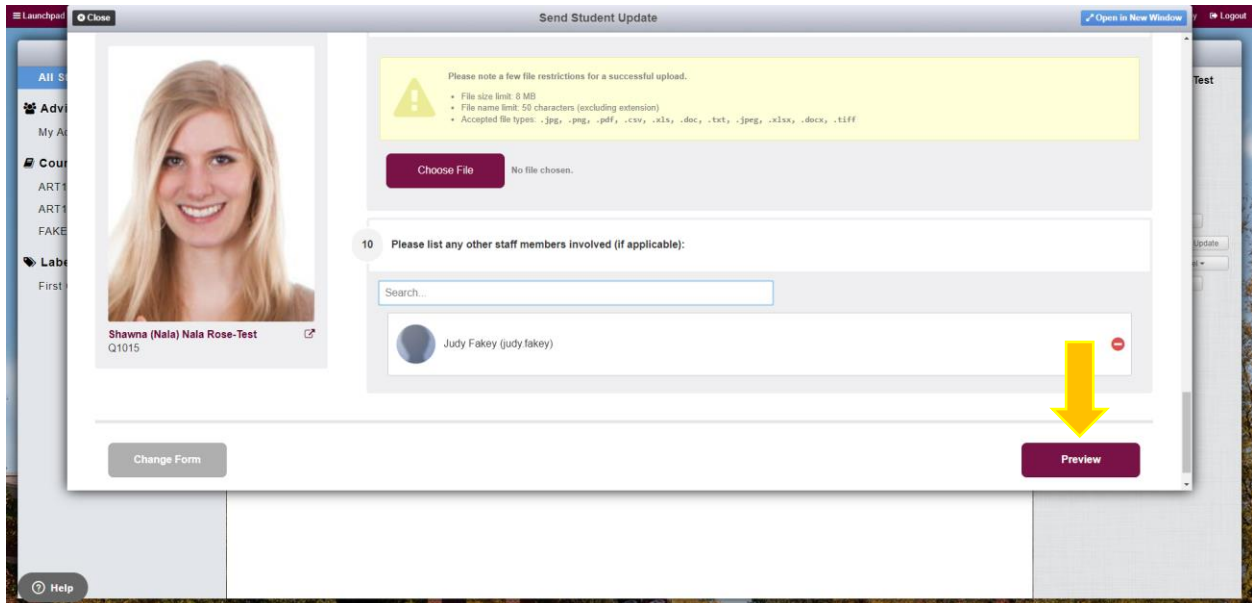 Launchpad
Close
Send Student Update
Open in New Window
Logout
All
Test
My
ART1
ART1
FAKE
First
Update
Please note a few file restrictions for a successful upload.
• File size limit: 8 MB
• File name limit: 50 characters (excluding extension)
• Accepted file types: .jpg, .png, .pdf, .csv, .xls, .doc, .txt, .jpeg, .xlsx, .docx, .tiff
Choose File
No file chosen.
10 Please list any other staff members involved (if applicable):
Search...
Judy Fakey (judy.fakey)
Shawna (Nala) Nala Rose-Test
Q1015
Change Form
Preview
Help